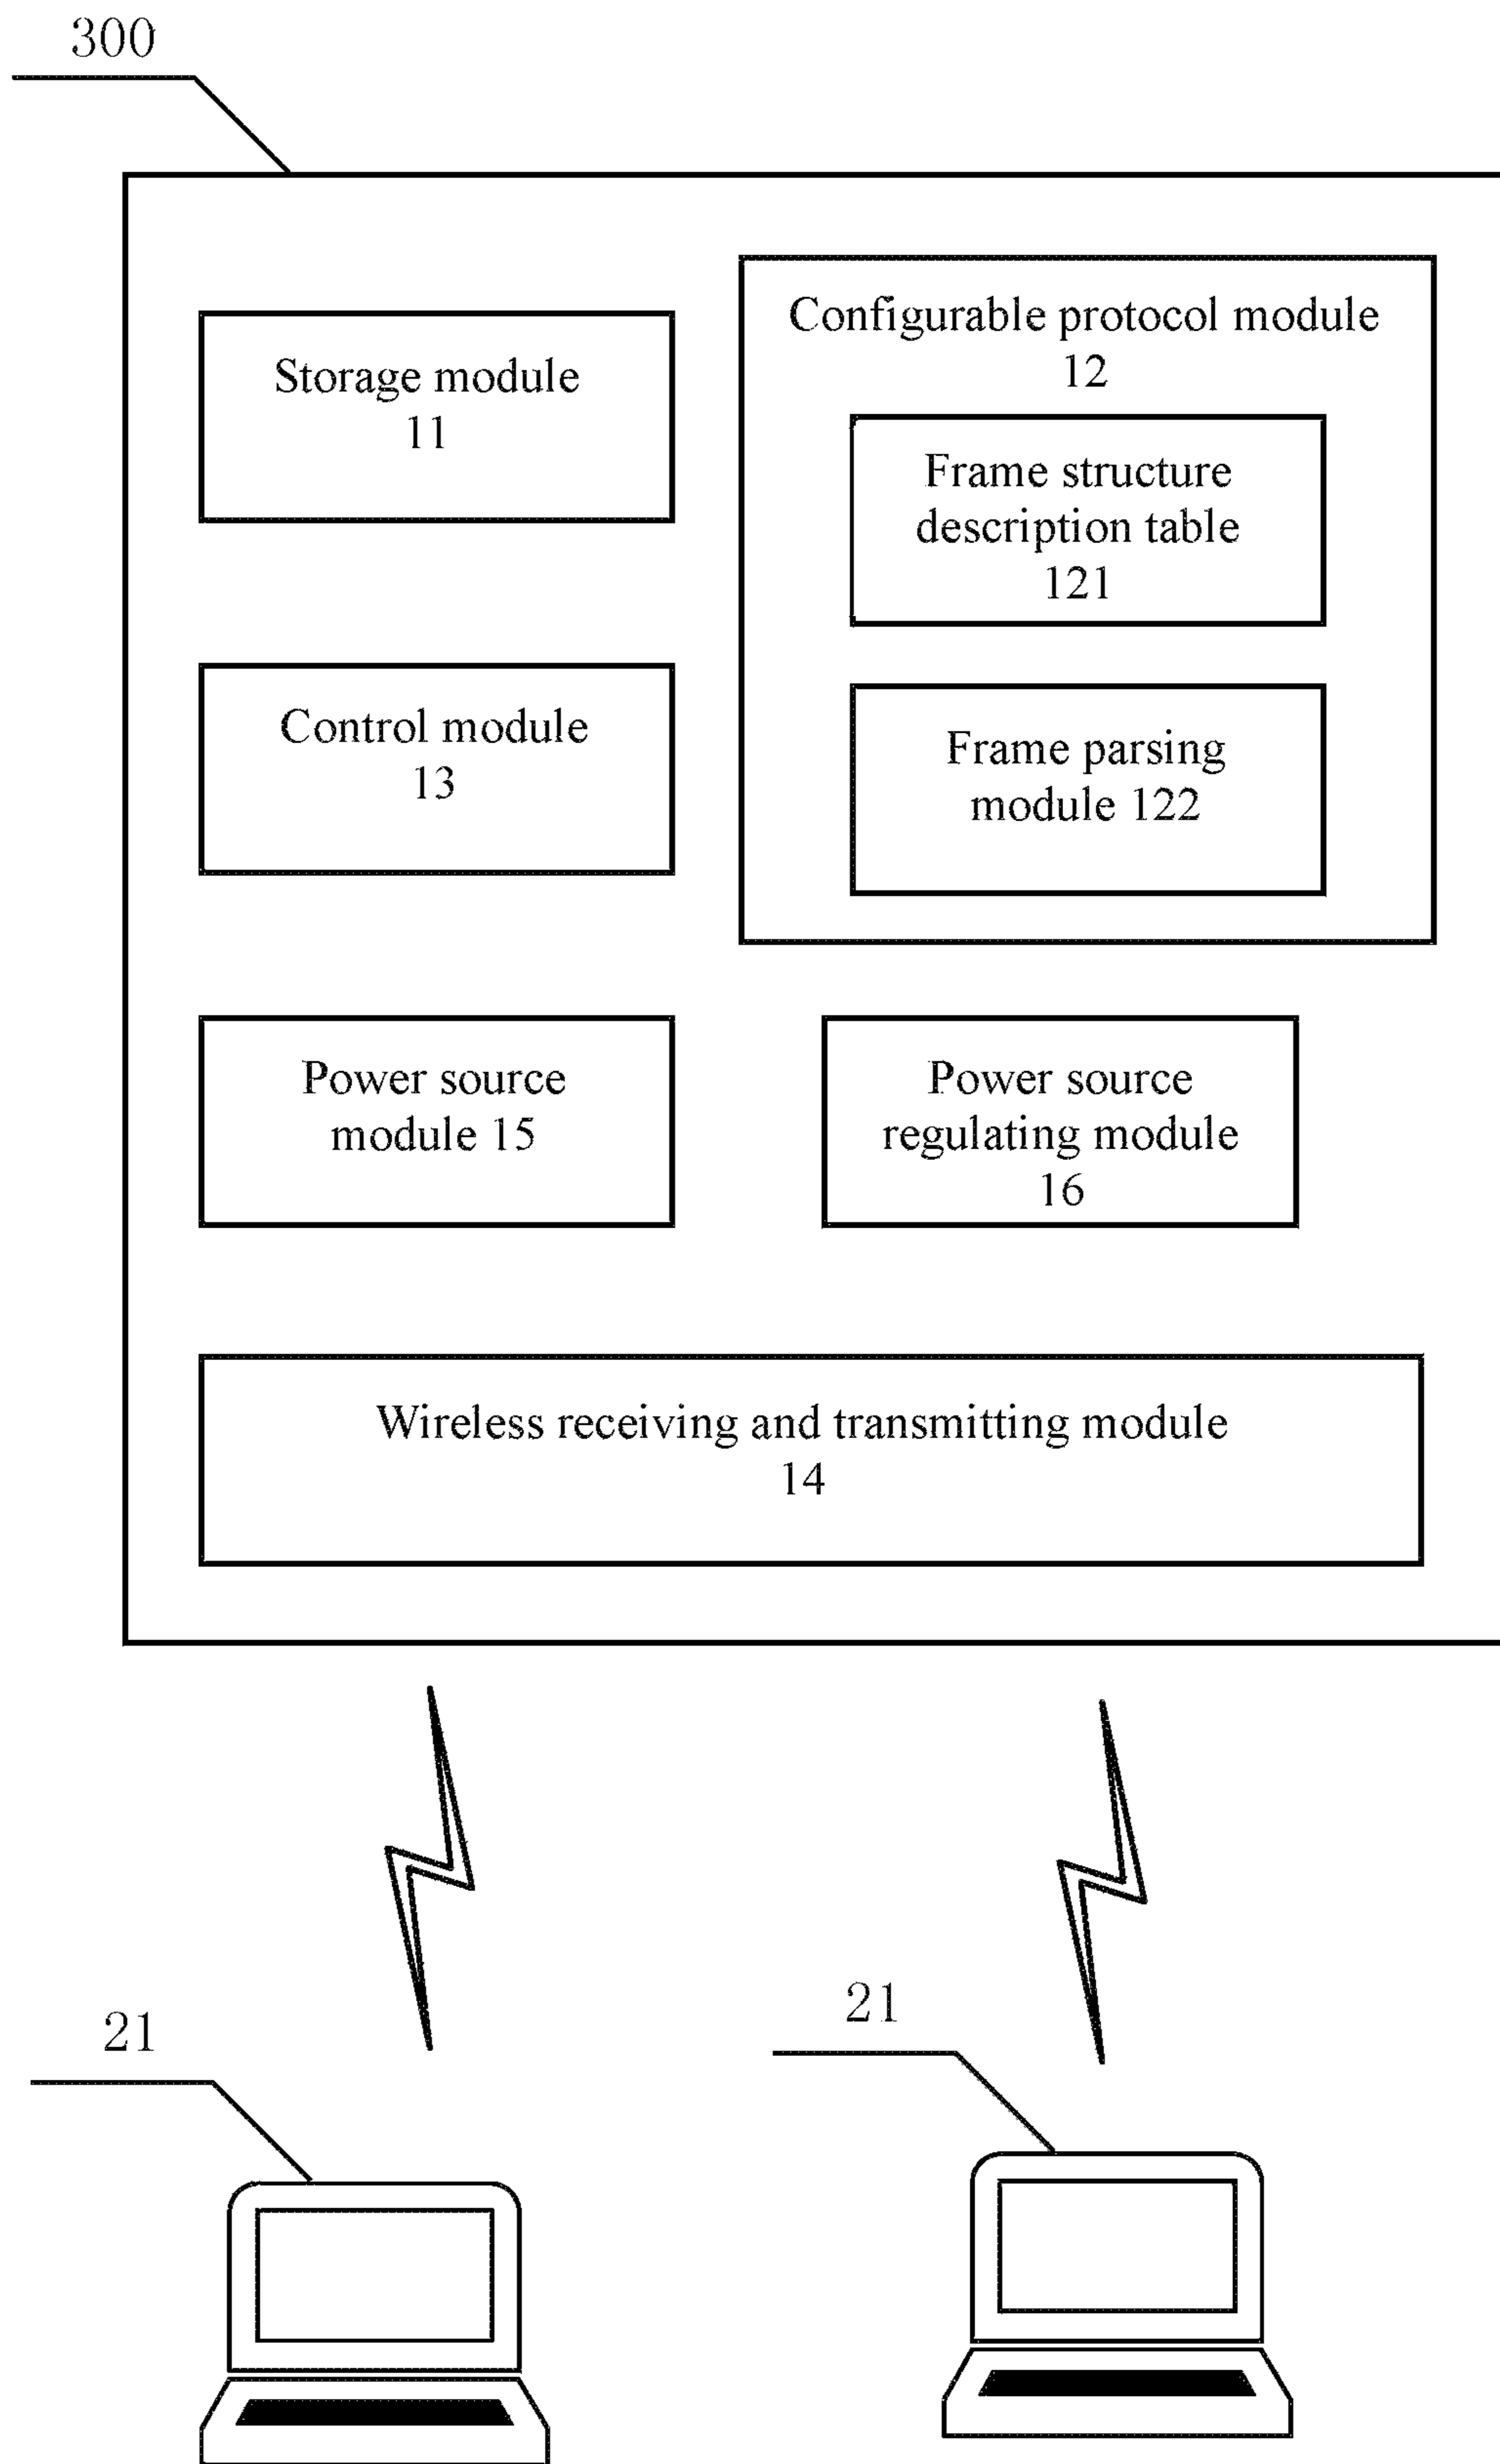 300
Storage module
11
Configurable protocol module
12
Frame structure
description table
121
Control module
13
Frame parsing
module 122
Power source
module 15
Power source
regulating module
16
Wireless receiving and transmitting module
14
21
21